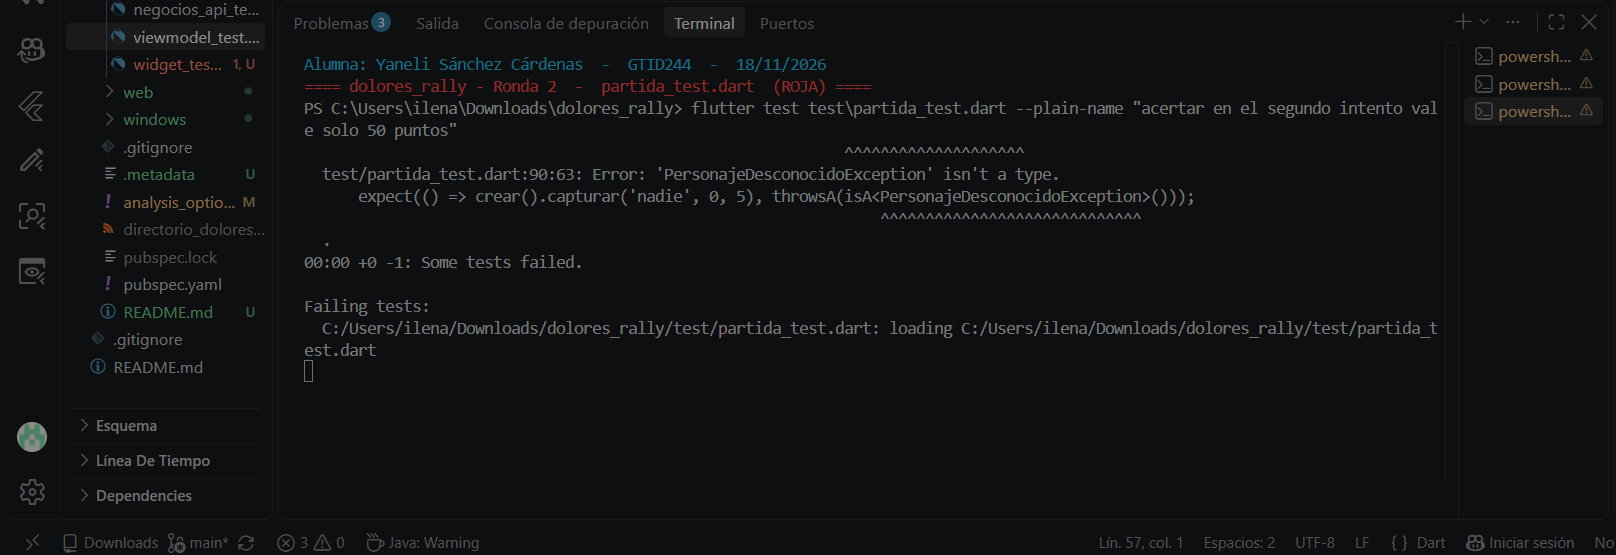 negocios_api_te...
viewmodel_test....
widget_tes... 1, U
web
windows
.gitignore
.metadata U
analysis_optio... M
directorio_dolores...
pubspec.lock
pubspec.yaml
README.md U
.gitignore
README.md
Esquema
Línea De Tiempo
Dependencies
Problemas 3 Salida Consola de depuración Terminal Puertos
Alumna: Yaneli Sánchez Cárdenas  -  GTID244  -  18/11/2026
==== dolores_rally - Ronda 2  -  partida_test.dart  (ROJA) ====
PS C:\Users\ilena\Downloads\dolores_rally> flutter test test\partida_test.dart --plain-name "acertar en el segundo intento val
e solo 50 puntos"
^^^^^^^^^^^^^^^^^^^^
test/partida_test.dart:90:63: Error: 'PersonajeDesconocidoException' isn't a type.
expect(() => crear().capturar('nadie', 0, 5), throwsA(isA<PersonajeDesconocidoException>()));
^^^^^^^^^^^^^^^^^^^^^^^^^^^^^
.
00:00 +0 -1: Some tests failed.
Failing tests:
C:/Users/ilena/Downloads/dolores_rally/test/partida_test.dart: loading C:/Users/ilena/Downloads/dolores_rally/test/partida_t
est.dart
powersh...
powersh...
powersh...
Downloads main* 3 0 Java: Warning Lín. 57, col. 1 Espacios: 2 UTF-8 LF {} Dart Iniciar sesión No